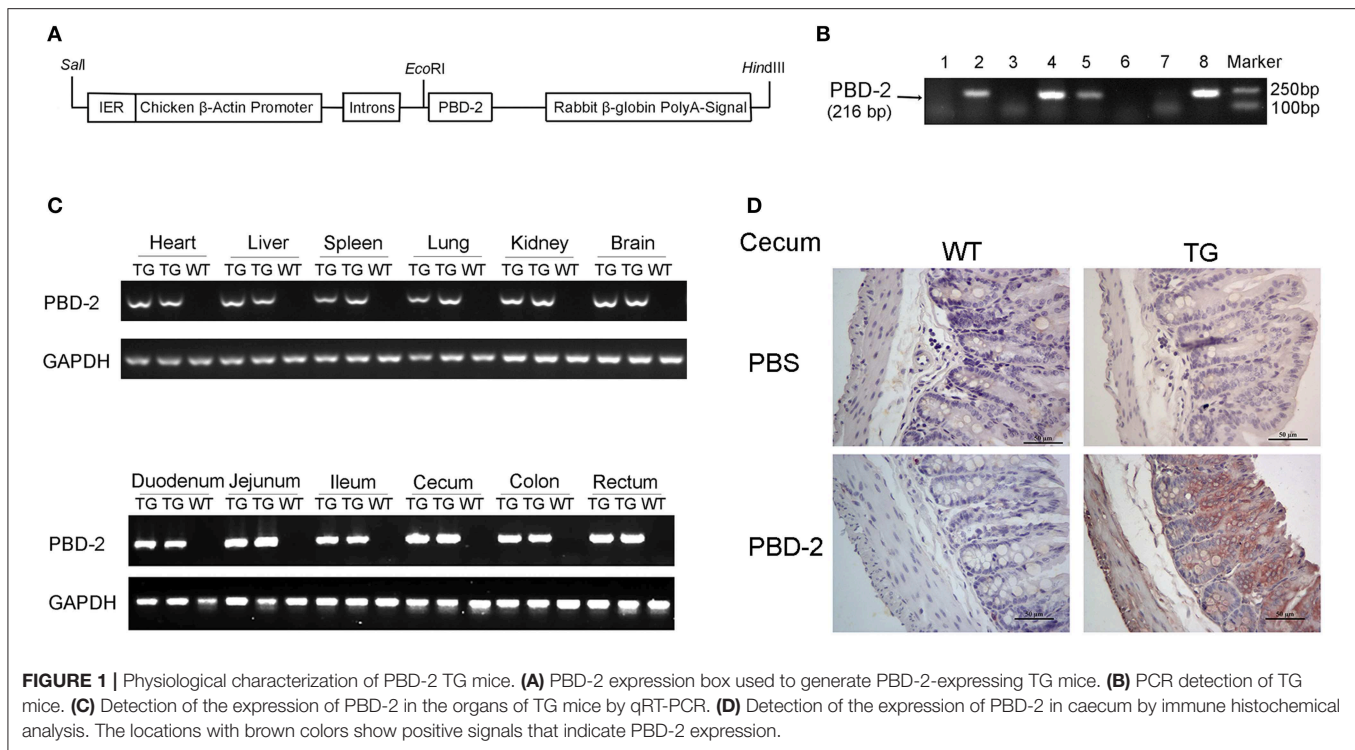 A
SalI
EcoRI
HindIII
IER
Chicken β-Actin Promoter
Introns
PBD-2
Rabbit β-globin PolyA-Signal
B
1 2 3 4 5 6 7 8 Marker
PBD-2
(216 bp)
250bp
100bp
C
Heart Liver Spleen Lung Kidney Brain
TG TG WT TG TG WT TG TG WT TG TG WT TG TG WT TG TG WT
PBD-2
GAPDH
Duodenum Jejunum Ileum Cecum Colon Rectum
TG TG WT TG TG WT TG TG WT TG TG WT TG TG WT TG TG WT
PBD-2
GAPDH
D
Cecum
WT TG
PBS
50 µm
50 µm
PBD-2
50 µm
50 µm
FIGURE 1 | Physiological characterization of PBD-2 TG mice. (A) PBD-2 expression box used to generate PBD-2-expressing TG mice. (B) PCR detection of TG
mice. (C) Detection of the expression of PBD-2 in the organs of TG mice by qRT-PCR. (D) Detection of the expression of PBD-2 in caecum by immune histochemical
analysis. The locations with brown colors show positive signals that indicate PBD-2 expression.